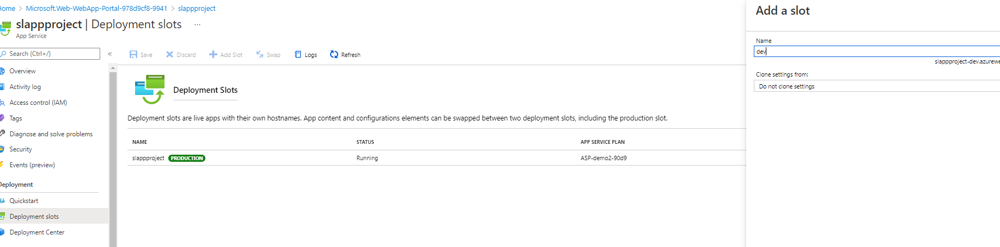 Home > Microsoft.Web-WebApp-Portal-978d9cf8-9941 > slappproject
slappproject | Deployment slots ...
App Service
Search (Ctrl+/) «
Overview
Activity log
Access control (IAM)
Tags
Diagnose and solve problems
Security
Events (preview)
Deployment
Quickstart
Deployment slots
Deployment Center
Save Discard Add Slot Swap Logs Refresh
Deployment Slots
Deployment slots are live apps with their own hostnames. App content and configurations elements can be swapped between two deployment slots, including the production slot.
NAME STATUS APP SERVICE PLAN
slappproject PRODUCTION Running ASP-demo2-90d9
Add a slot
Name
dev
slappproject-dev.azurewe
Clone settings from:
Do not clone settings